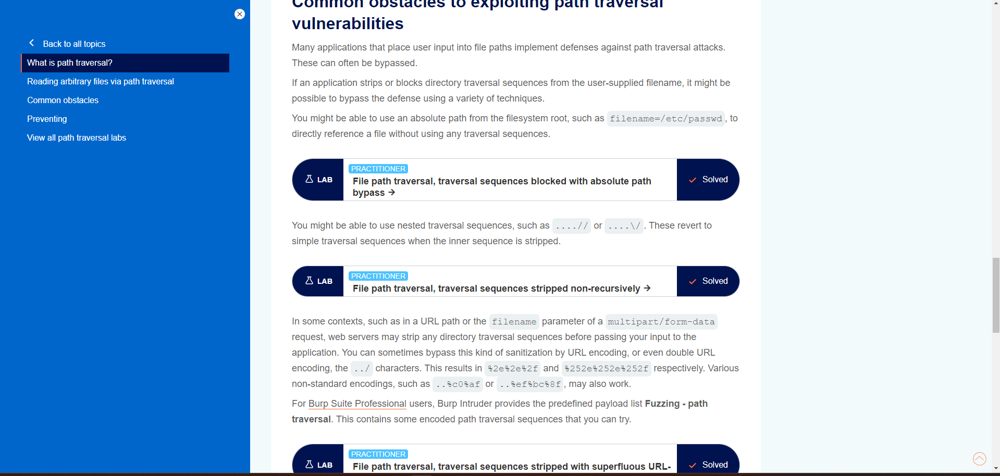 Back to all topics
What is path traversal?
Reading arbitrary files via path traversal
Common obstacles
Preventing
View all path traversal labs
Common obstacles to exploiting path traversal
vulnerabilities
Many applications that place user input into file paths implement defenses against path traversal attacks.
These can often be bypassed.
If an application strips or blocks directory traversal sequences from the user-supplied filename, it might be
possible to bypass the defense using a variety of techniques.
You might be able to use an absolute path from the filesystem root, such as filename=/etc/passwd, to
directly reference a file without using any traversal sequences.
LAB
PRACTITIONER
File path traversal, traversal sequences blocked with absolute path
bypass →
Solved
You might be able to use nested traversal sequences, such as ....// or ....\/. These revert to
simple traversal sequences when the inner sequence is stripped.
LAB
PRACTITIONER
File path traversal, traversal sequences stripped non-recursively →
Solved
In some contexts, such as in a URL path or the filename parameter of a multipart/form-data
request, web servers may strip any directory traversal sequences before passing your input to the
application. You can sometimes bypass this kind of sanitization by URL encoding, or even double URL
encoding, the ../ characters. This results in %2e%2e%2f and %252e%252e%252f respectively. Various
non-standard encodings, such as ..%c0%af or ..%ef%bc%8f, may also work.
For Burp Suite Professional users, Burp Intruder provides the predefined payload list Fuzzing - path
traversal. This contains some encoded path traversal sequences that you can try.
LAB
PRACTITIONER
File path traversal, traversal sequences stripped with superfluous URL-
Solved